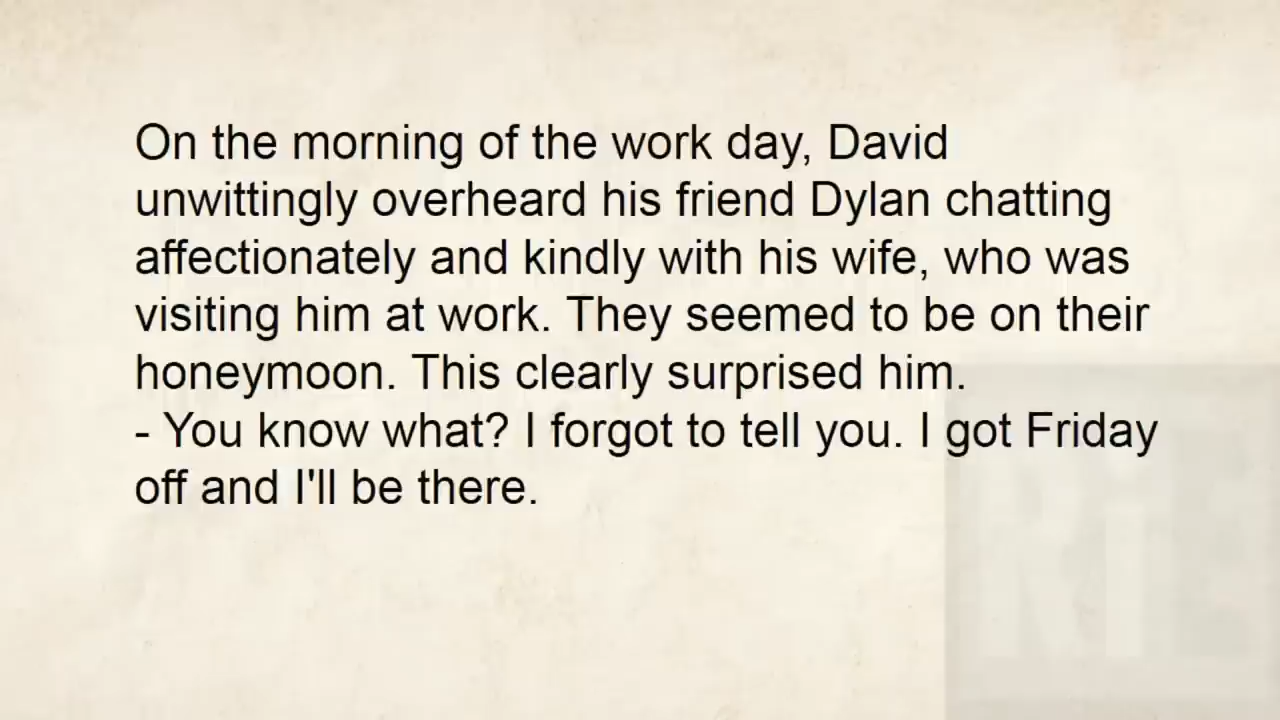 On the morning of the work day, David
unwittingly overheard his friend Dylan chatting
affectionately and kindly with his wife, who was
visiting him at work. They seemed to be on their
honeymoon. This clearly surprised him.
- You know what? I forgot to tell you. I got Friday
off and I'll be there.